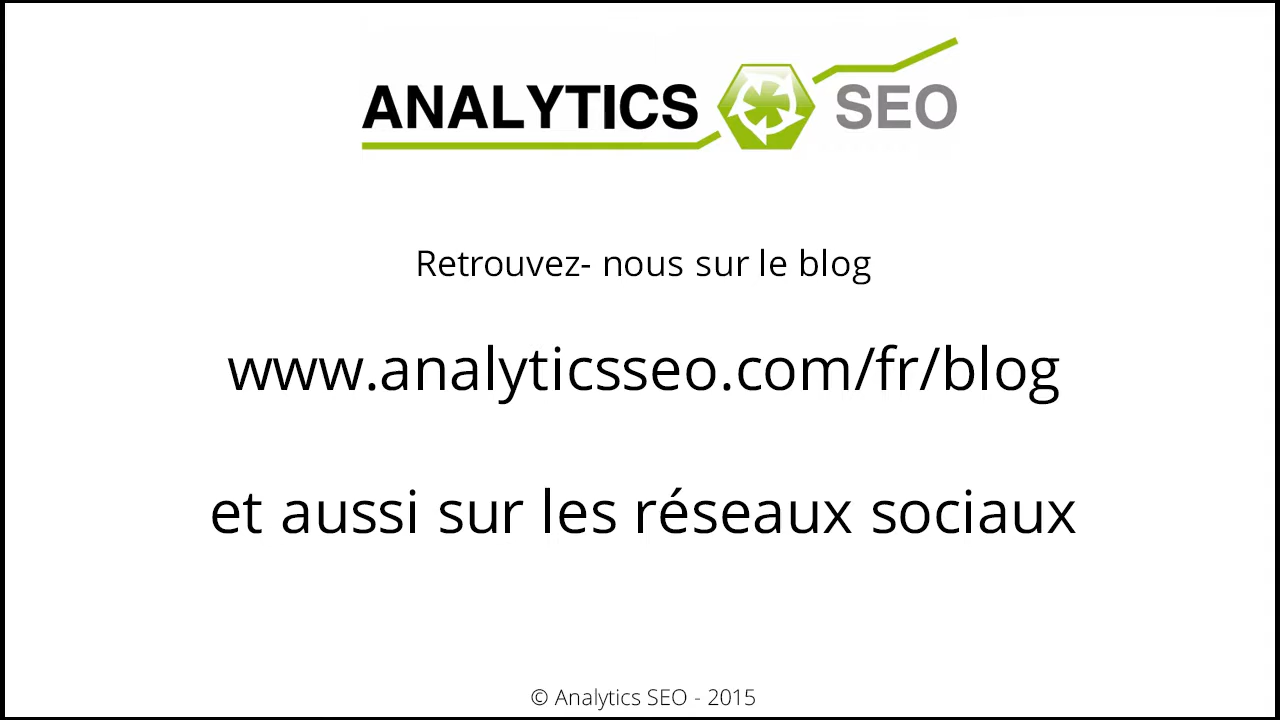 ANALYTICS SEO
Retrouvez- nous sur le blog
www.analyticsseo.com/fr/blog
et aussi sur les réseaux sociaux
© Analytics SEO - 2015